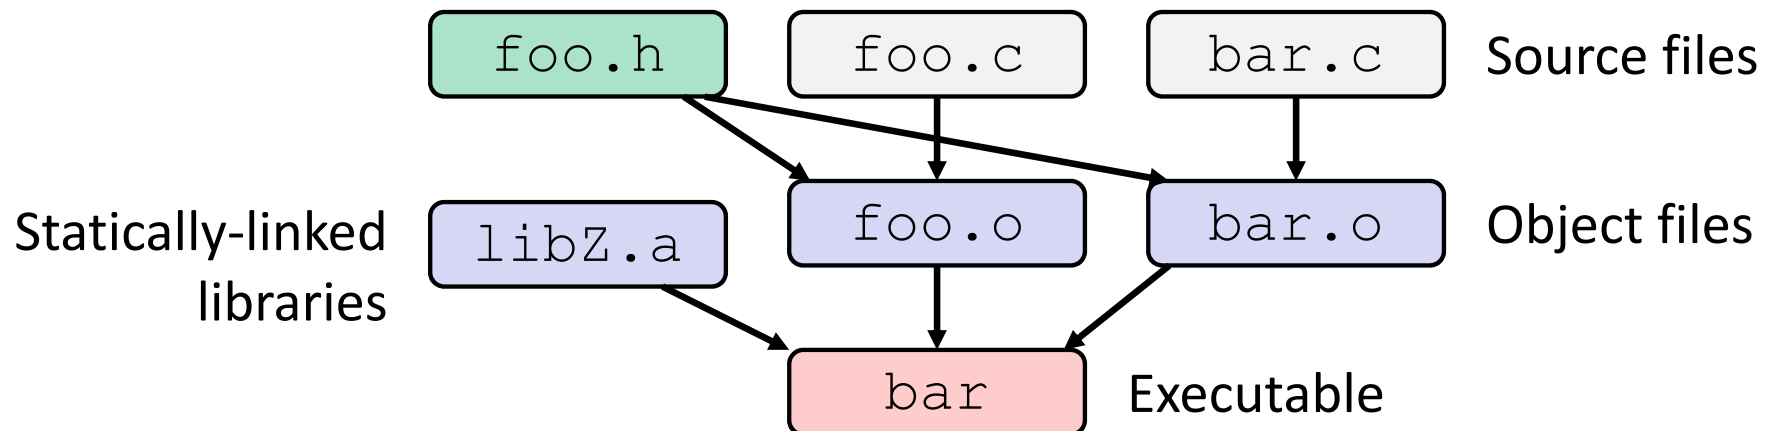 foo.h
foo.c
bar.c
Source files
Statically-linked
libraries
libZ.a
foo.o
bar.o
Object files
bar
Executable